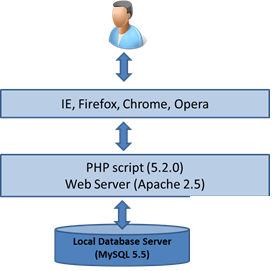 IE, Firefox, Chrome, Opera
PHP script (5.2.0)
Web Server (Apache 2.5)
Local Database Server
(MySQL 5.5)